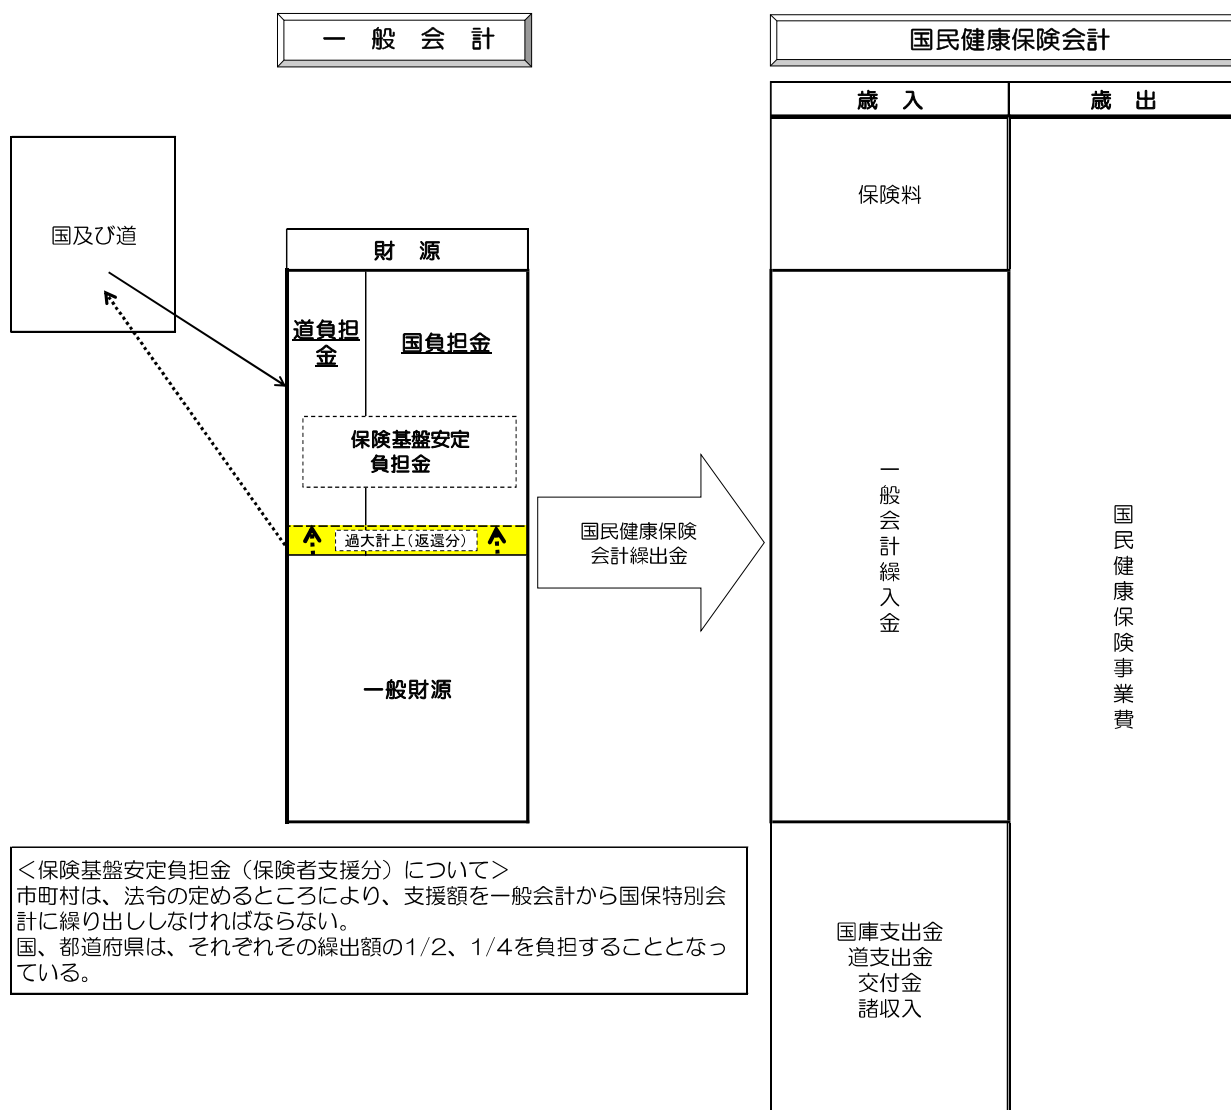 一 般 会 計
国民健康保険会計
歳 入
歳 出
国及び道
財 源
道負担
金
国負担金
保険基盤安定
負担金
過大計上(返還分)
一般財源
国民健康保険
会計繰出金
保険料
一般会計繰入金
国庫支出金
道支出金
交付金
諸収入
国民健康保険事業費
<保険基盤安定負担金(保険者支援分)について>
市町村は、法令の定めるところにより、支援額を一般会計から国保特別会
計に繰り出ししなければならない。
国、都道府県は、それぞれその繰出額の1/2、1/4を負担することとなっ
ている。